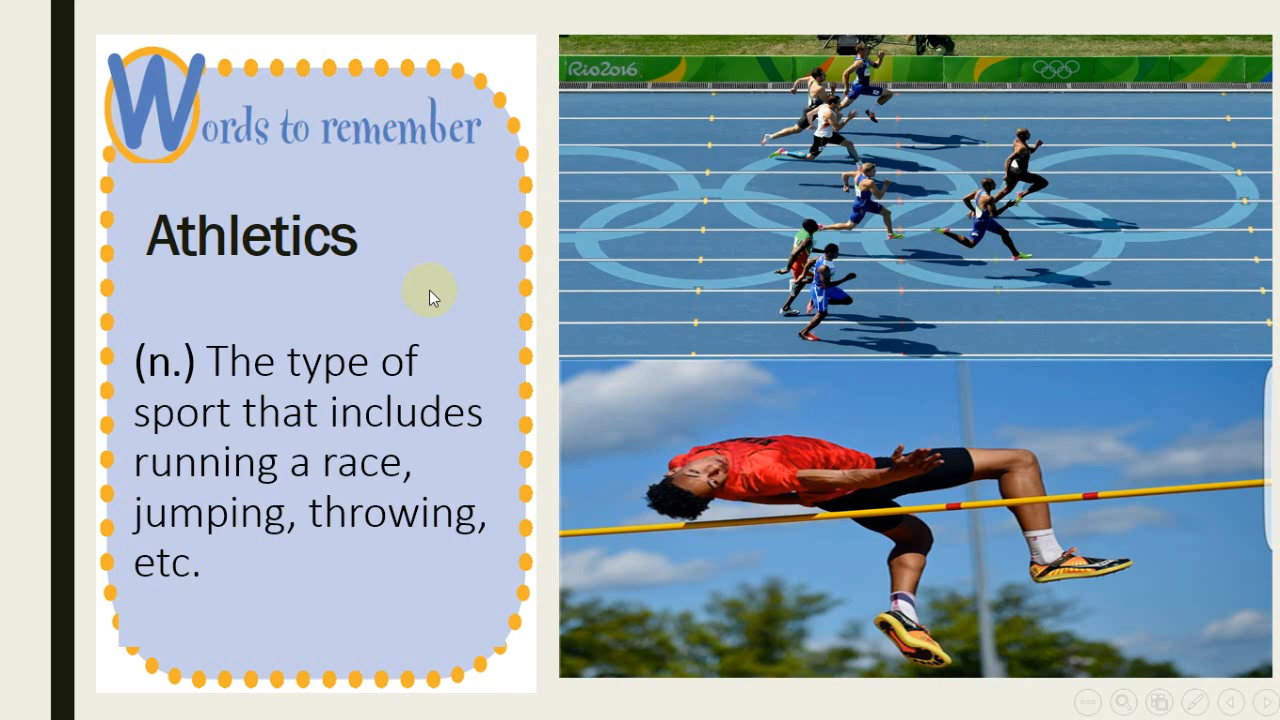 Words to remember
Athletics
(n.) The type of
sport that includes
running a race,
jumping, throwing,
etc.
Rio2016